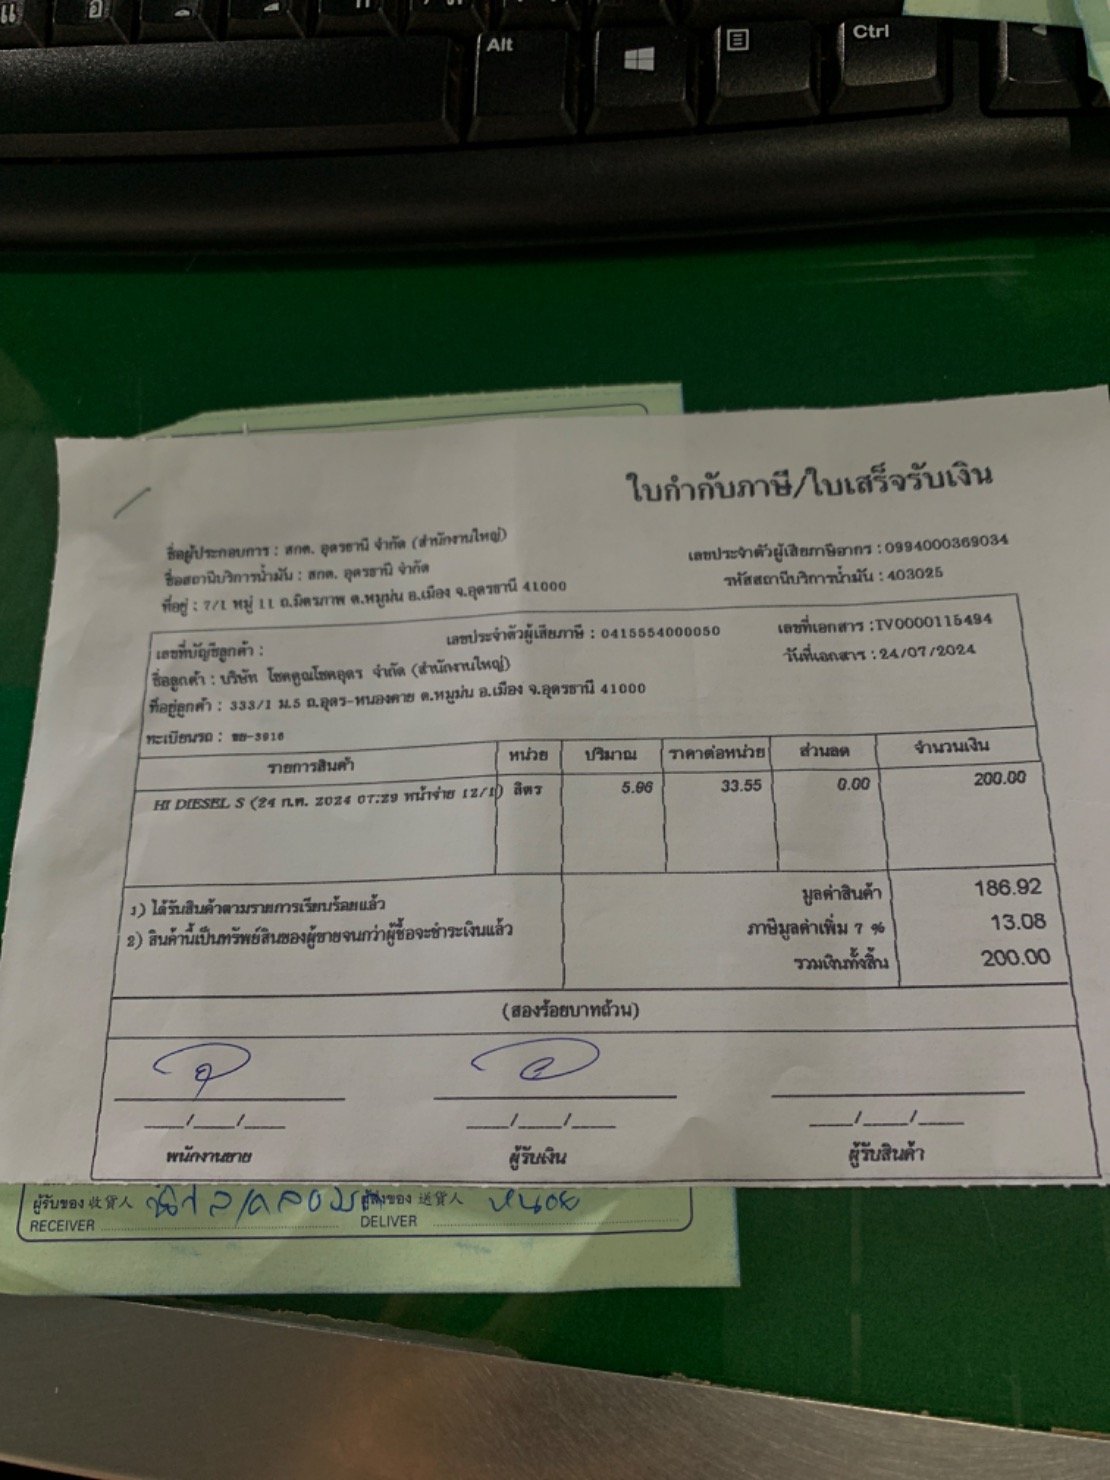 Alt
Ctrl
ใบกำกับภาษี/ใบเสร็จรับเงิน
ชื่อผู้ประกอบการ : สกต. อุดรธานี จำกัด (สำนักงานใหญ่)
เลขประจำตัวผู้เสียภาษีอากร : 0994000369034
ชื่อสถานีบริการน้ำมัน : สกต. อุดรธานี จำกัด
รหัสสถานีบริการน้ำมัน : 403025
ที่อยู่ : 7/1 หมู่ 11 ถ.มิตรภาพ ต.หมูม่น อ.เมือง จ.อุดรธานี 41000
เลขที่บัญชีลูกค้า :
เลขประจำตัวผู้เสียภาษี : 0415554000050
เลขที่เอกสาร :TV0000115494
ชื่อลูกค้า : บริษัท โชคคูณโชคอุดร จำกัด (สำนักงานใหญ่)
วันที่เอกสาร : 24/07/2024
ที่อยู่ลูกค้า : 333/1 ม.5 ถ.อุดร-หนองคาย ต.หมูม่น อ.เมือง จ.อุดรธานี 41000
ทะเบียนรถ : ขย-3916
รายการสินค้า หน่วย ปริมาณ ราคาต่อหน่วย ส่วนลด จำนวนเงิน
HI DIESEL S (24 ก.ค. 2024 07:29 หน้าจ่าย 12/1) ลิตร 5.96 33.55 0.00 200.00
1) ได้รับสินค้าตามรายการเรียบร้อยแล้ว
มูลค่าสินค้า 186.92
2) สินค้านี้เป็นทรัพย์สินของผู้ขายจนกว่าผู้ซื้อจะชำระเงินแล้ว
ภาษีมูลค่าเพิ่ม 7 % 13.08
รวมเงินทั้งสิ้น 200.00
(สองร้อยบาทถ้วน)
___/___/___ ___/___/___ ___/___/___
พนักงานขาย ผู้รับเงิน ผู้รับสินค้า
ผู้รับของ 收貨人
ผู้ส่งของ 送貨人 หน่อย
RECEIVER
DELIVER